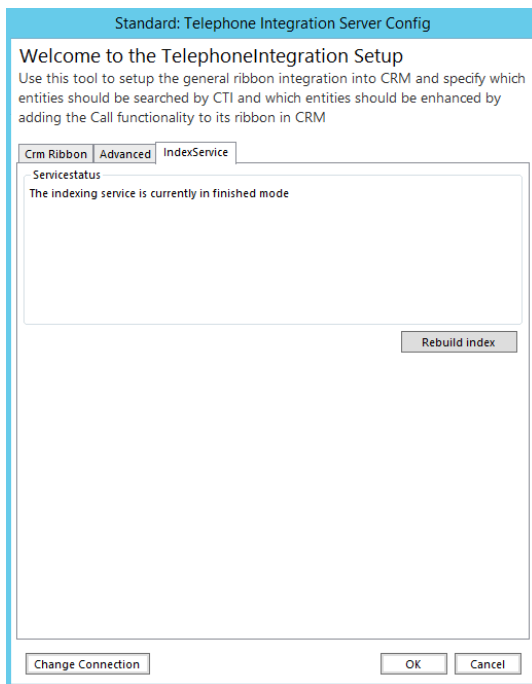 Standard: Telephone Integration Server Config
Welcome to the TelephoneIntegration Setup
Use this tool to setup the general ribbon integration into CRM and specify which
entities should be searched by CTI and which entities should be enhanced by
adding the Call functionality to its ribbon in CRM
Crm Ribbon Advanced IndexService
Servicestatus
The indexing service is currently in finished mode
Rebuild index
Change Connection OK Cancel